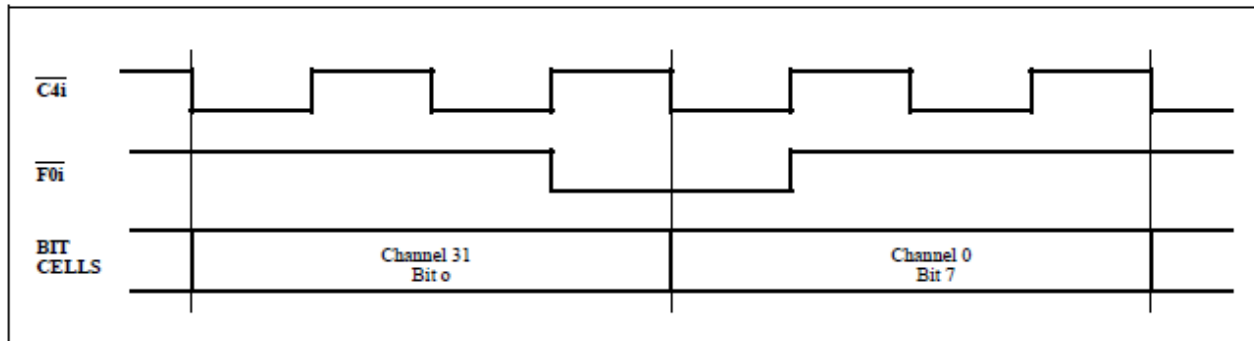 C4i
F0i
BIT
CELLS
Channel 31
Bit o
Channel 0
Bit 7